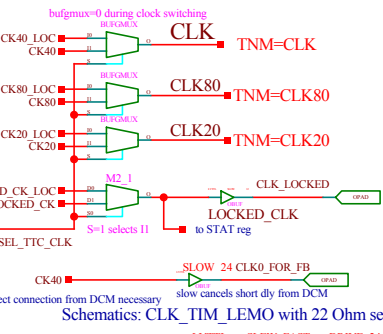 bufgmux=0 during clock switching
BUFGMUX
CLK
CK40_LOC I0
CK40 I1
O
S
TNM=CLK
BUFGMUX
CLK80
CK80_LOC I0
CK80 I1
O
S
TNM=CLK80
BUFGMUX
CLK20
CK20_LOC I0
CK20 I1
O
S
TNM=CLK20
M2_1
D_CK_LOC D0
OCKED_CK D1
O
S0
CLK_LOCKED
OBUF
OPAD
LOCKED_CLK
S=1 selects I1
to STAT reg
SEL_TTC_CLK
SLOW 24 CLK0_FOR_FB
CK40
OBUF
OPAD
ect connection from DCM necessary
slow cancels short dly from DCM
Schematics: CLK_TIM_LEMO with 22 Ohm se